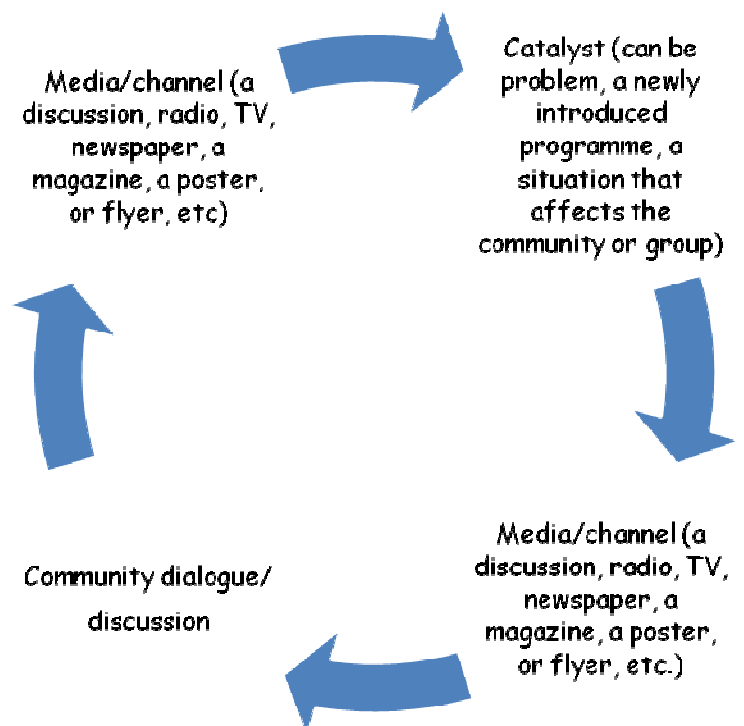 Media/channel (a
discussion, radio, TV,
newspaper, a
magazine, a poster,
or flyer, etc)
Catalyst (can be
problem, a newly
introduced
programme, a
situation that
affects the
community or group)
Media/channel (a
discussion, radio, TV,
newspaper, a
magazine, a poster,
or flyer, etc.)
Community dialogue/
discussion